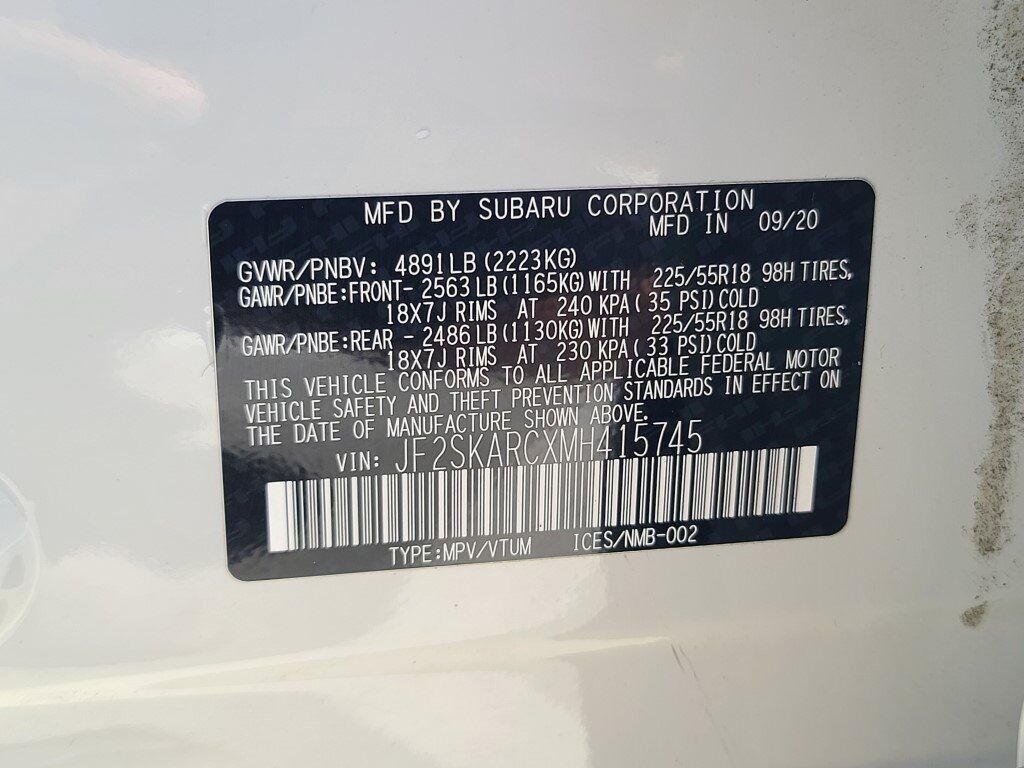 MFD BY SUBARU CORPORATION
MFD IN 09/20
GVWR/PNBV: 4891LB (2223KG)
GAWR/PNBE:FRONT- 2563LB (1165KG) WITH 225/55R18 98H TIRES,
18X7J RIMS AT 240 KPA ( 35 PSI) COLD
GAWR/PNBE:REAR - 2486LB (1130KG) WITH 225/55R18 98H TIRES,
18X7J RIMS AT 230 KPA ( 33 PSI) COLD
THIS VEHICLE CONFORMS TO ALL APPLICABLE FEDERAL MOTOR
VEHICLE SAFETY AND THEFT PREVENTION STANDARDS IN EFFECT ON
THE DATE OF MANUFACTURE SHOWN ABOVE.
VIN: JF2SKARCXMH415745
TYPE:MPV/VTUM ICES/NMB-002